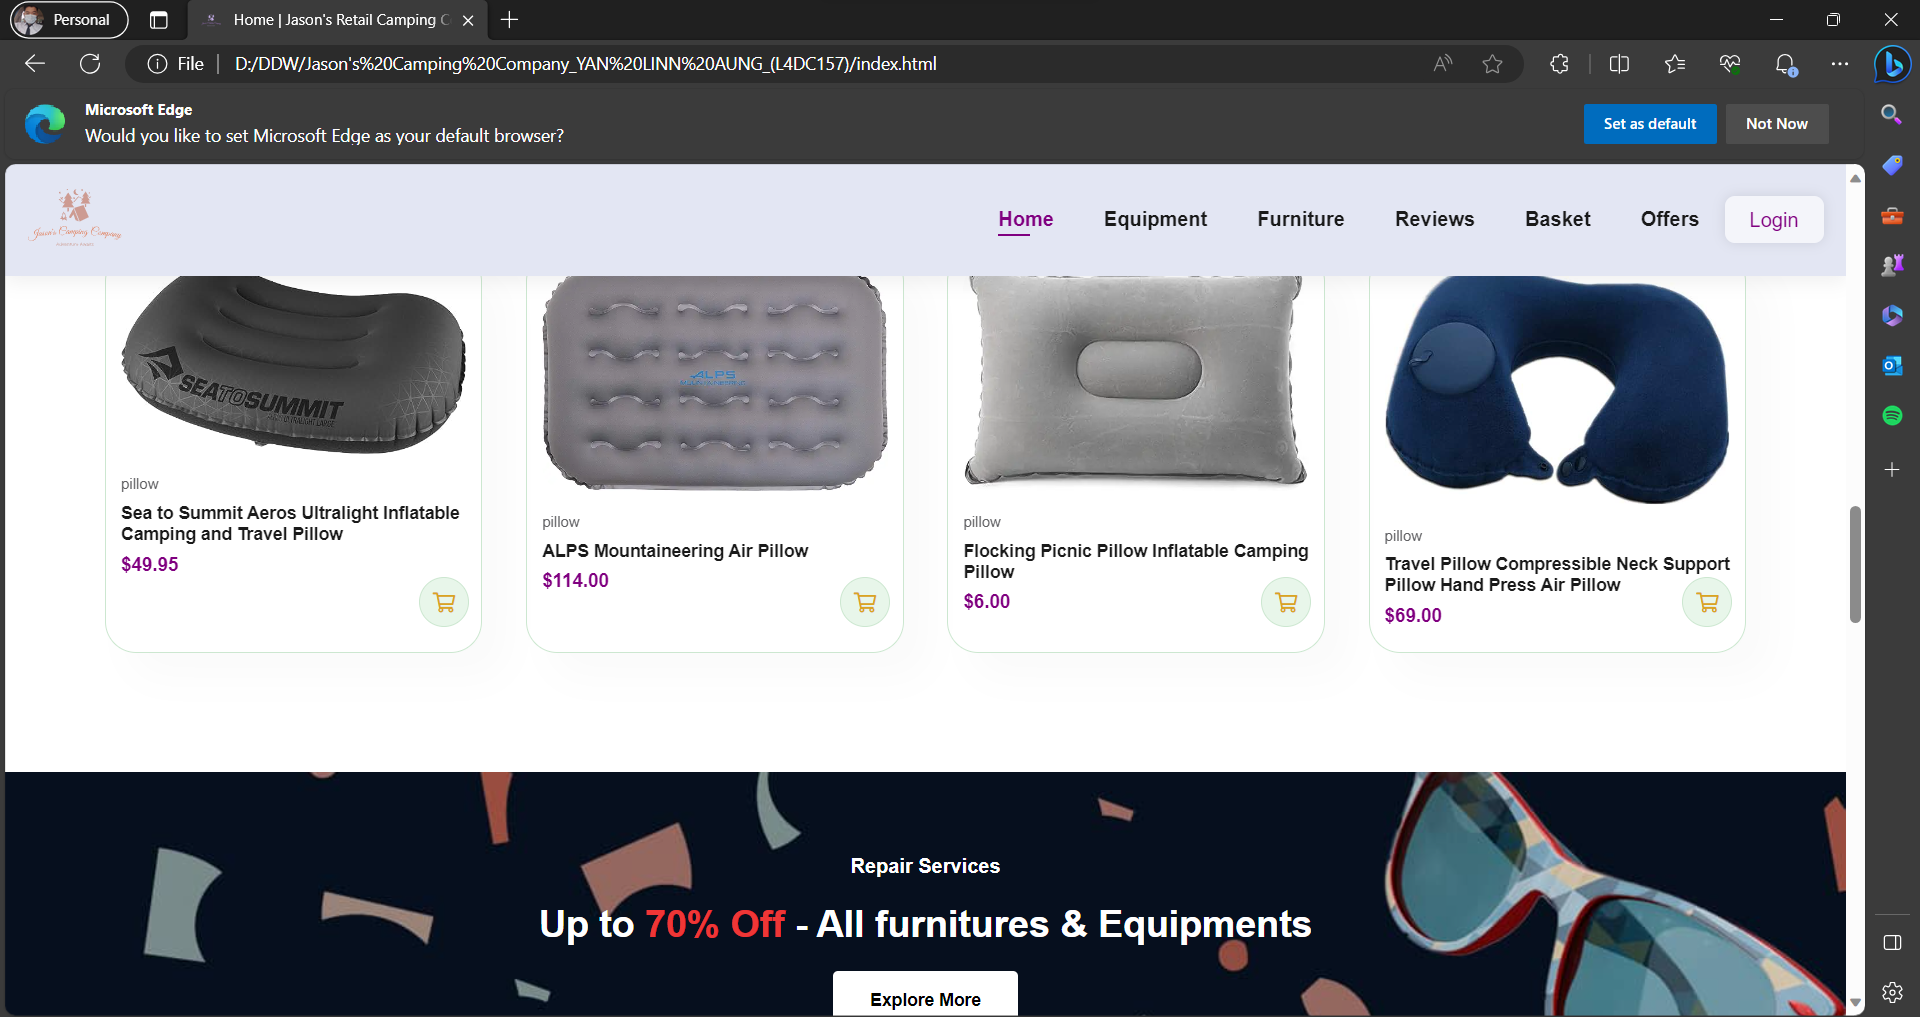 Personal
Home | Jason's Retail Camping C
File
D:/DDW/Jason's%20Camping%20Company_YAN%20LINN%20AUNG_(L4DC157)/index.html
Microsoft Edge
Would you like to set Microsoft Edge as your default browser?
Set as default
Not Now
Jason's Camping Company
Home
Equipment
Furniture
Reviews
Basket
Offers
Login
SEATOSUMMIT
pillow
Sea to Summit Aeros Ultralight Inflatable
Camping and Travel Pillow
$49.95
ALPS
pillow
ALPS Mountaineering Air Pillow
$114.00
pillow
Flocking Picnic Pillow Inflatable Camping
Pillow
$6.00
pillow
Travel Pillow Compressible Neck Support
Pillow Hand Press Air Pillow
$69.00
Repair Services
Up to 70% Off - All furnitures & Equipments
Explore More